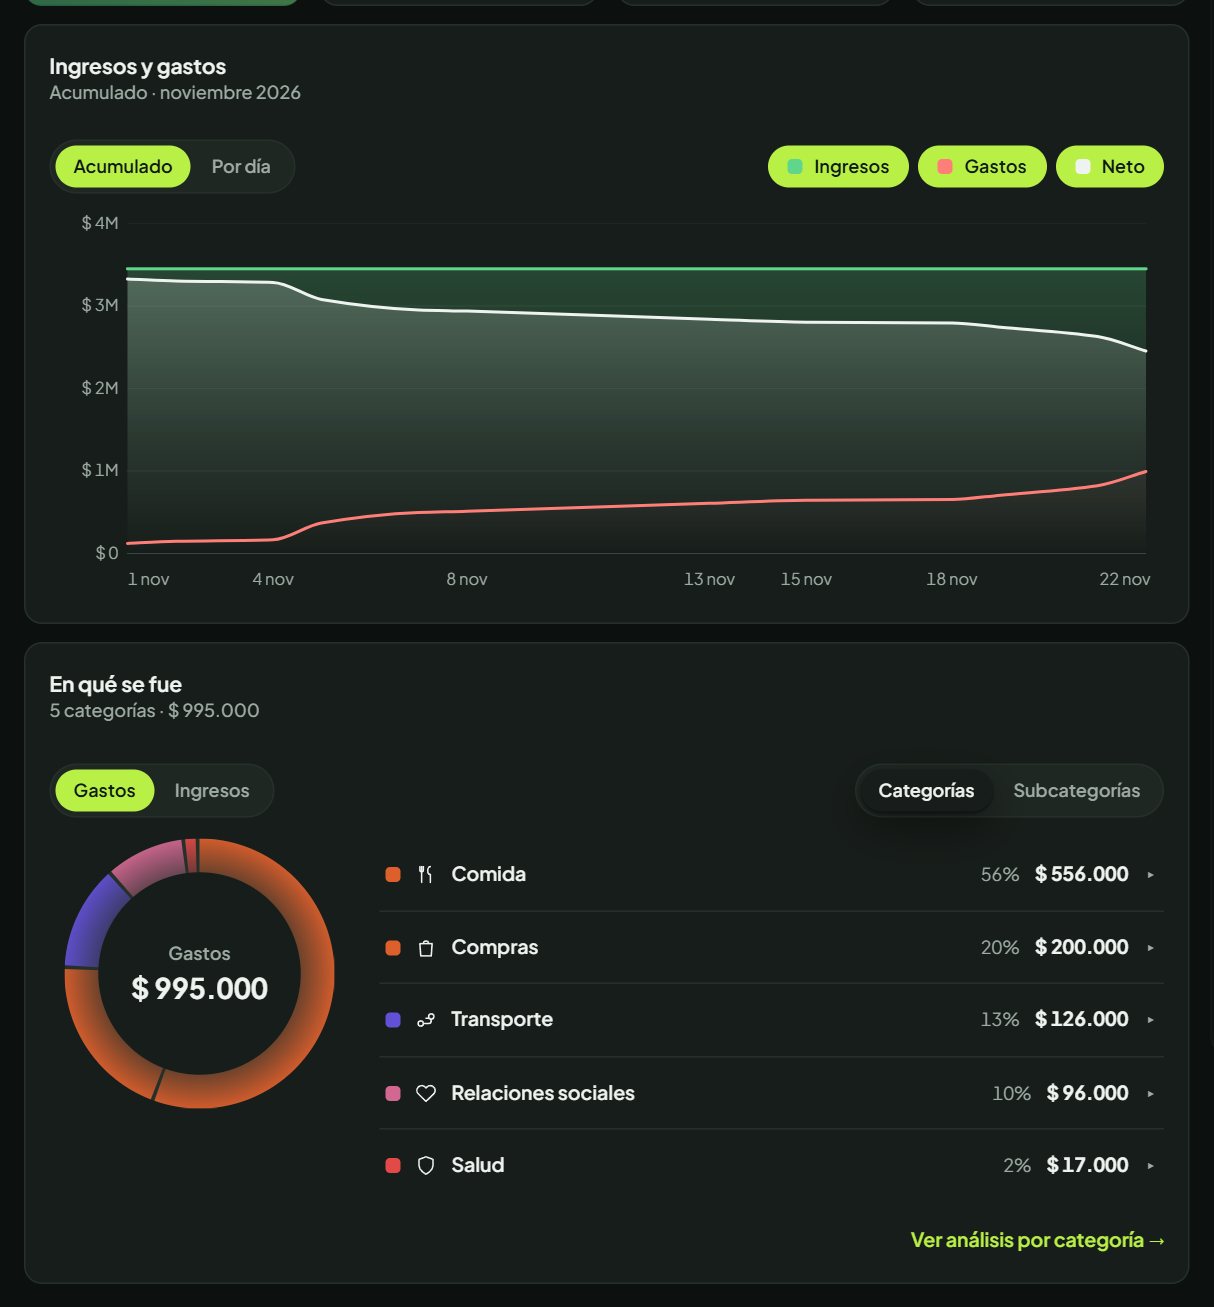 Ingresos y gastos
Acumulado · noviembre 2026
Acumulado Por día Ingresos Gastos Neto
$ 4M
$ 3M
$ 2M
$ 1M
$ 0
1 nov 4 nov 8 nov 13 nov 15 nov 18 nov 22 nov
En qué se fue
5 categorías · $ 995.000
Gastos Ingresos Categorías Subcategorías
Gastos
$ 995.000
Comida 56% $ 556.000
Compras 20% $ 200.000
Transporte 13% $ 126.000
Relaciones sociales 10% $ 96.000
Salud 2% $ 17.000
Ver análisis por categoría →